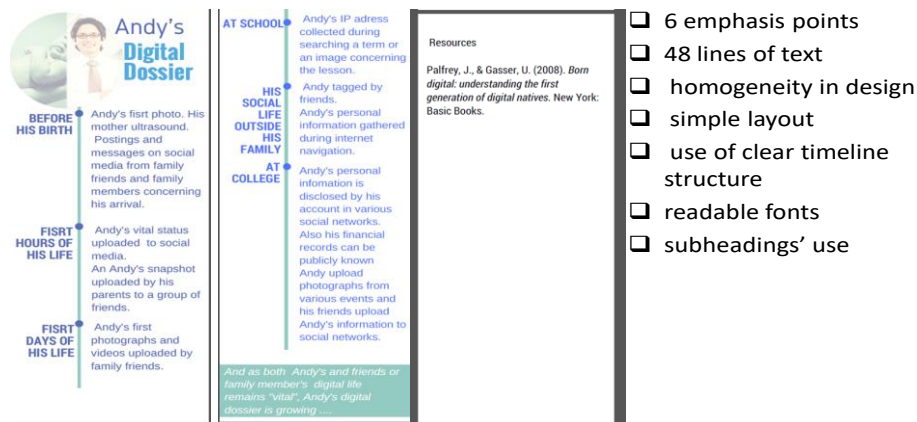 Andy's
Digital
Dossier
BEFORE
HIS BIRTH
Andy's fisrt photo. His
mother ultrasound.
Postings and
messages on social
media from family
friends and family
members concerning
his arrival.
FISRT
HOURS OF
HIS LIFE
Andy's vital status
uploaded to social
media.
An Andy's snapshot
uploaded by his
parents to a group of
friends.
FISRT
DAYS OF
HIS LIFE
Andy's first
photographs and
videos uploaded by
family friends.
AT SCHOOL
Andy's IP adress
collected during
searching a term or
an image concerning
the lesson.
HIS
SOCIAL
LIFE
OUTSIDE
HIS
FAMILY
Andy tagged by
friends.
Andy's personal
information gathered
during internet
navigation.
AT
COLLEGE
Andy's personal
infomation is
disclosed by his
account in various
social networks.
Also his financial
records can be
publicly known
Andy upload
photographs from
various events and
his friends upload
Andy's information to
social networks.
And as both Andy's and friends or
family member's digital life
remains "vital", Andy's digital
dossier is growing ....
Resources
Palfrey, J., & Gasser, U. (2008). Born
digital: understanding the first
generation of digital natives. New York:
Basic Books.
6 emphasis points
48 lines of text
homogeneity in design
simple layout
use of clear timeline
structure
readable fonts
subheadings' use